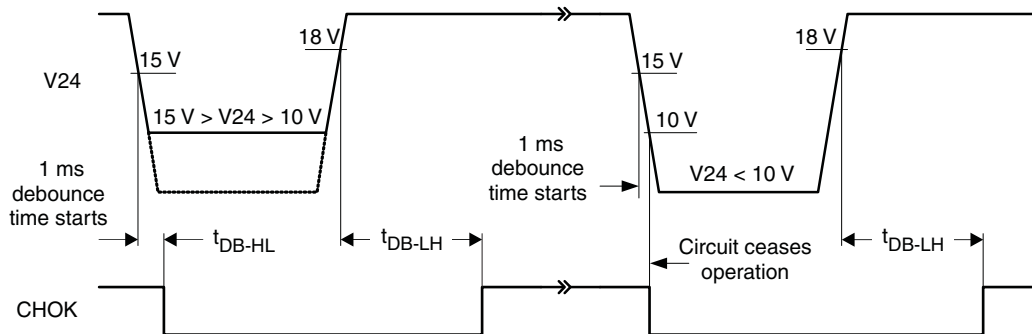 18 V
18 V
15 V
15 V
V24
15 V > V24 > 10 V
10 V
1 ms
debounce
time starts
1 ms
debounce
time starts
V24 < 10 V
tDB-HL
tDB-LH
tDB-LH
Circuit ceases
operation
CHOK